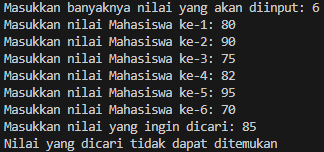 Masukkan banyaknya nilai yang akan diinput: 6
Masukkan nilai Mahasiswa ke-1: 80
Masukkan nilai Mahasiswa ke-2: 90
Masukkan nilai Mahasiswa ke-3: 75
Masukkan nilai Mahasiswa ke-4: 82
Masukkan nilai Mahasiswa ke-5: 95
Masukkan nilai Mahasiswa ke-6: 70
Masukkan nilai yang ingin dicari: 85
Nilai yang dicari tidak dapat ditemukan